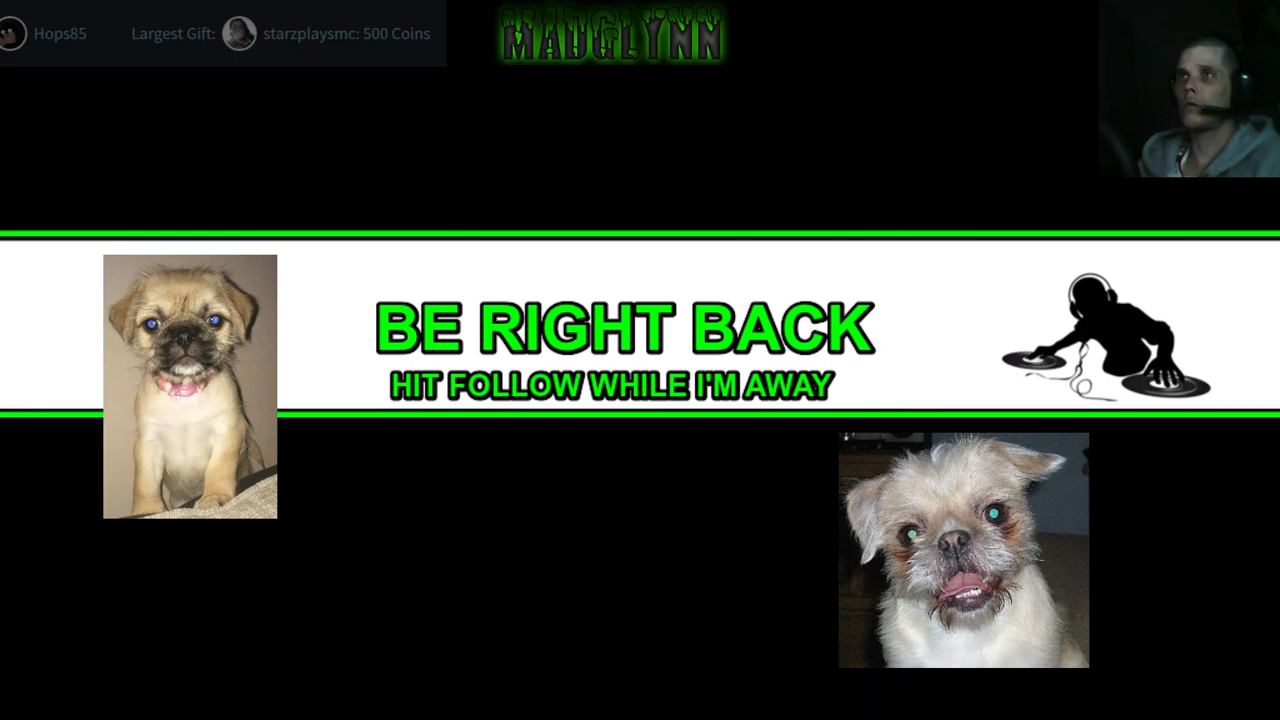 Hops85
Largest Gift:
starzplaysmc: 500 Coins
MADGLYNN
BE RIGHT BACK
HIT FOLLOW WHILE I'M AWAY